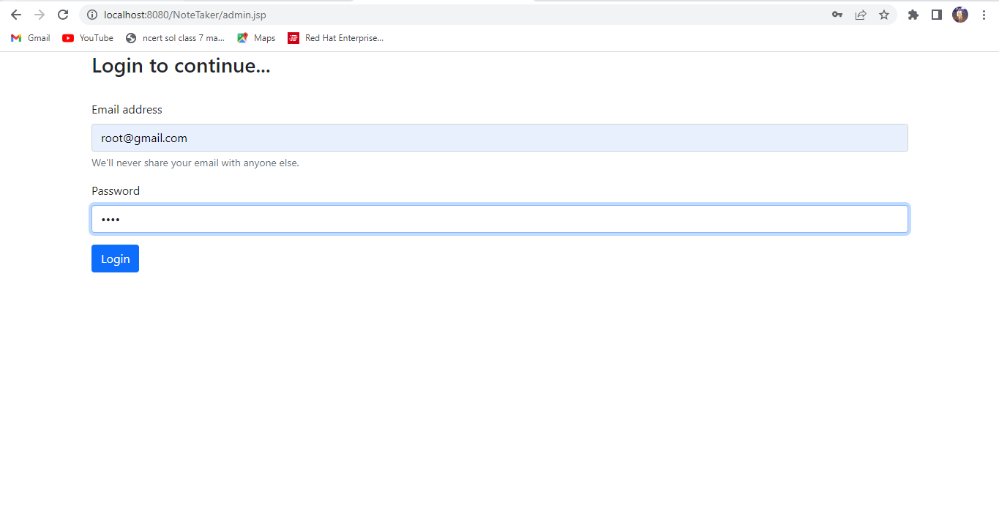 localhost:8080/NoteTaker/admin.jsp
Gmail YouTube ncert sol class 7 ma... Maps Red Hat Enterprise...
Login to continue...
Email address
root@gmail.com
We'll never share your email with anyone else.
Password
••••
Login